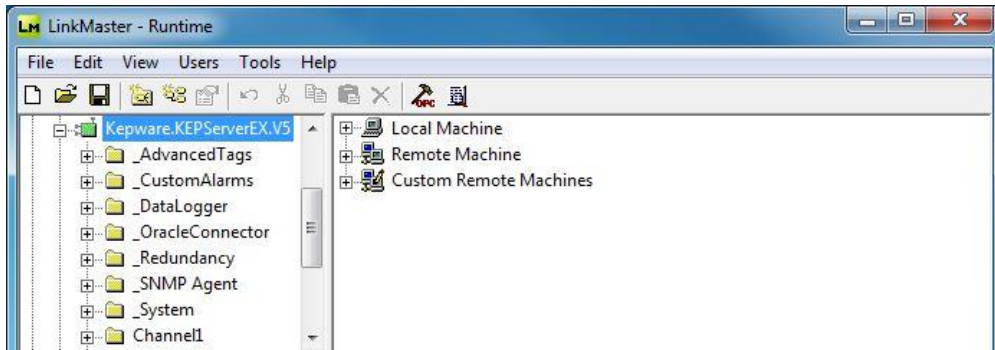 LM LinkMaster - Runtime
File Edit View Users Tools Help
OPC
Kepware.KEPServerEX.V5
_AdvancedTags
_CustomAlarms
_DataLogger
_OracleConnector
_Redundancy
_SNMP Agent
_System
Channel1
Local Machine
Remote Machine
Custom Remote Machines